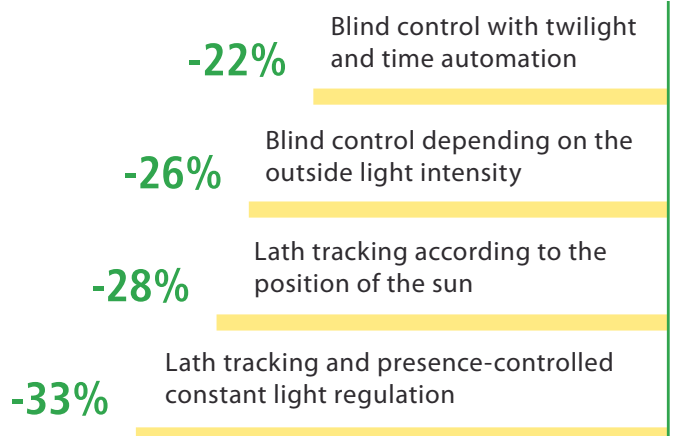 -22%
Blind control with twilight
and time automation
-26%
Blind control depending on the
outside light intensity
-28%
Lath tracking according to the
position of the sun
-33%
Lath tracking and presence-controlled
constant light regulation